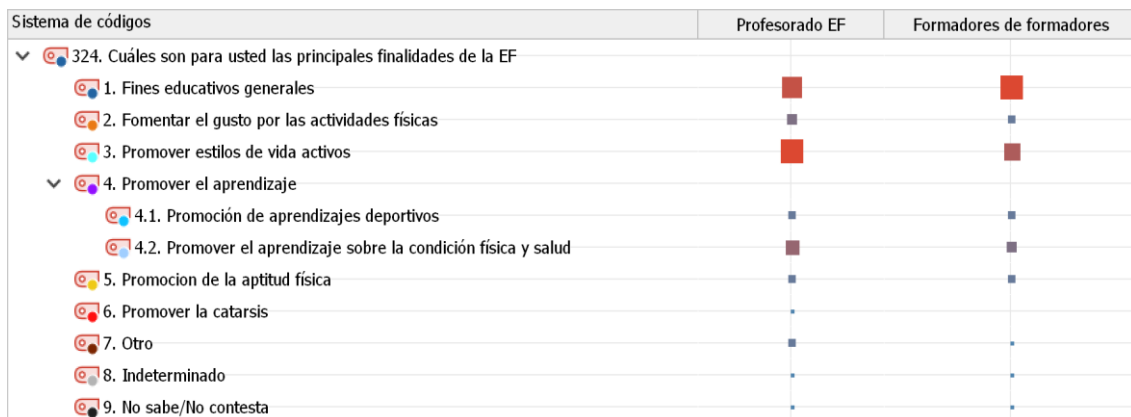 Sistema de códigos Profesorado EF Formadores de formadores
324. Cuáles son para usted las principales finalidades de la EF
1. Fines educativos generales
2. Fomentar el gusto por las actividades físicas
3. Promover estilos de vida activos
4. Promover el aprendizaje
4.1. Promoción de aprendizajes deportivos
4.2. Promover el aprendizaje sobre la condición física y salud
5. Promocion de la aptitud física
6. Promover la catarsis
7. Otro
8. Indeterminado
9. No sabe/No contesta